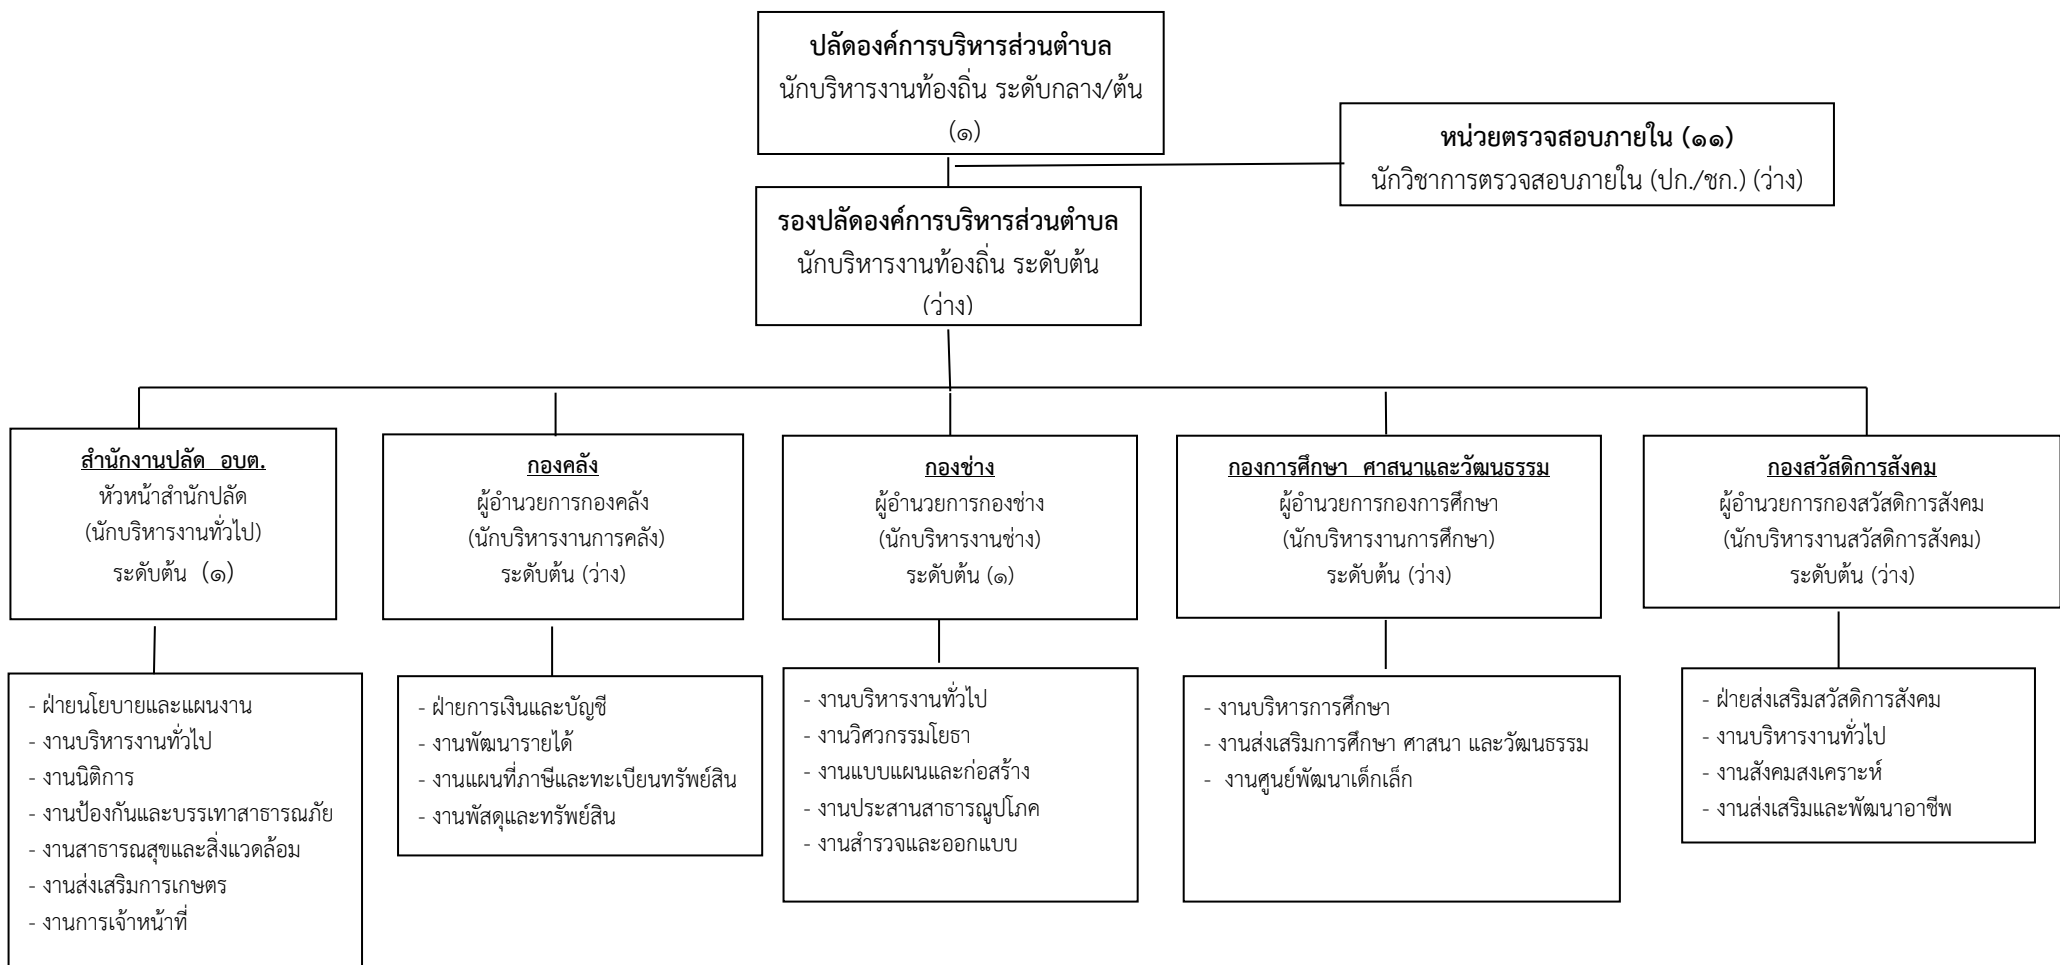 ปลัดองค์การบริหารส่วนตำบล
นักบริหารงานท้องถิ่น ระดับกลาง/ต้น
(๑)
หน่วยตรวจสอบภายใน (๑๑)
นักวิชาการตรวจสอบภายใน (ปก./ชก.) (ว่าง)
รองปลัดองค์การบริหารส่วนตำบล
นักบริหารงานท้องถิ่น ระดับต้น
(ว่าง)
สำนักงานปลัด อบต.
หัวหน้าสำนักปลัด
(นักบริหารงานทั่วไป)
ระดับต้น (๑)
กองคลัง
ผู้อำนวยการกองคลัง
(นักบริหารงานการคลัง)
ระดับต้น (ว่าง)
กองช่าง
ผู้อำนวยการกองช่าง
(นักบริหารงานช่าง)
ระดับต้น (๑)
กองการศึกษา ศาสนาและวัฒนธรรม
ผู้อำนวยการกองการศึกษา
(นักบริหารงานการศึกษา)
ระดับต้น (ว่าง)
กองสวัสดิการสังคม
ผู้อำนวยการกองสวัสดิการสังคม
(นักบริหารงานสวัสดิการสังคม)
ระดับต้น (ว่าง)
- ฝ่ายนโยบายและแผนงาน
- งานบริหารงานทั่วไป
- งานนิติการ
- งานป้องกันและบรรเทาสาธารณภัย
- งานสาธารณสุขและสิ่งแวดล้อม
- งานส่งเสริมการเกษตร
- งานการเจ้าหน้าที่
- ฝ่ายการเงินและบัญชี
- งานพัฒนารายได้
- งานแผนที่ภาษีและทะเบียนทรัพย์สิน
- งานพัสดุและทรัพย์สิน
- งานบริหารงานทั่วไป
- งานวิศวกรรมโยธา
- งานแบบแผนและก่อสร้าง
- งานประสานสาธารณูปโภค
- งานสำรวจและออกแบบ
- งานบริหารการศึกษา
- งานส่งเสริมการศึกษา ศาสนา และวัฒนธรรม
- งานศูนย์พัฒนาเด็กเล็ก
- ฝ่ายส่งเสริมสวัสดิการสังคม
- งานบริหารงานทั่วไป
- งานสังคมสงเคราะห์
- งานส่งเสริมและพัฒนาอาชีพ